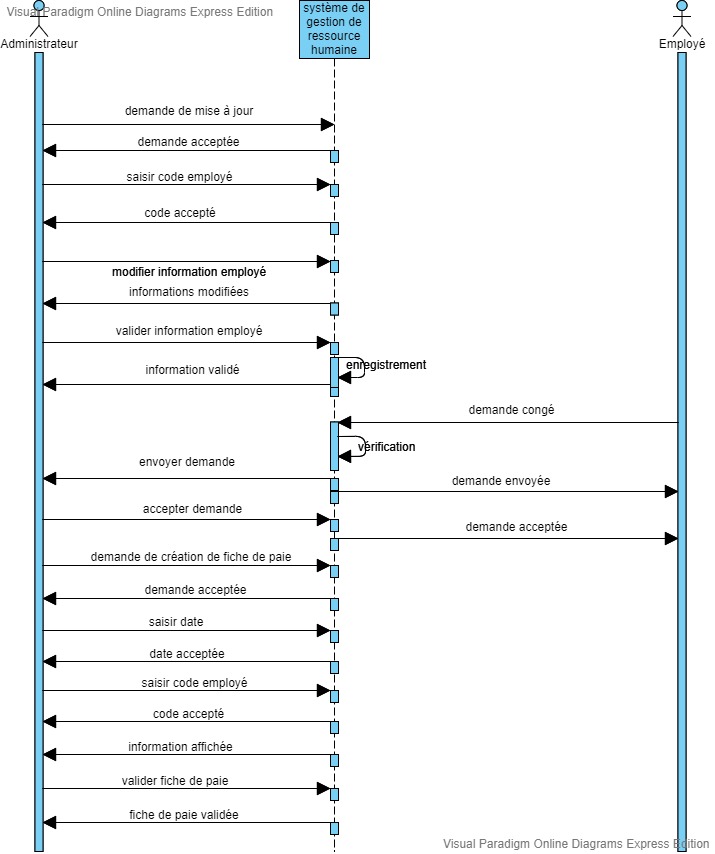 Visual Paradigm Online Diagrams Express Edition
système de
gestion de
ressource
humaine
Administrateur
Employé
demande de mise à jour
demande acceptée
saisir code employé
code accepté
modifier information employé
informations modifiées
valider information employé
enregistrement
information validé
demande congé
vérification
envoyer demande
demande envoyée
accepter demande
demande acceptée
demande de création de fiche de paie
demande acceptée
saisir date
date acceptée
saisir code employé
code accepté
information affichée
valider fiche de paie
fiche de paie validée
Visual Paradigm Online Diagrams Express Edition